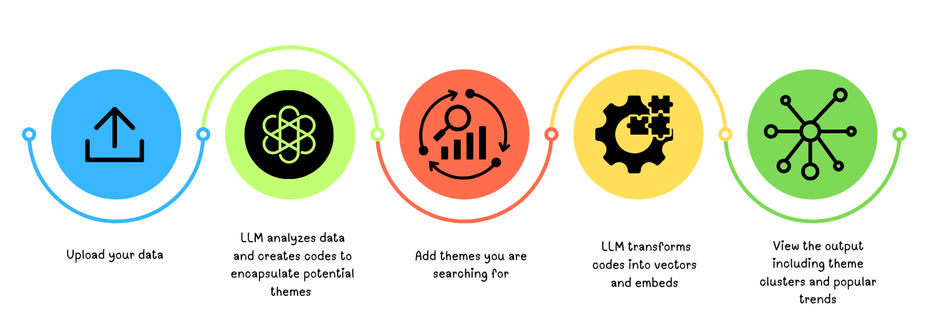 Upload your data
LLM analyzes data
and creates codes to
encapsulate potential
themes
Add themes you are
searching for
LLM transforms
codes into vectors
and embeds
View the output
including theme
clusters and popular
trends